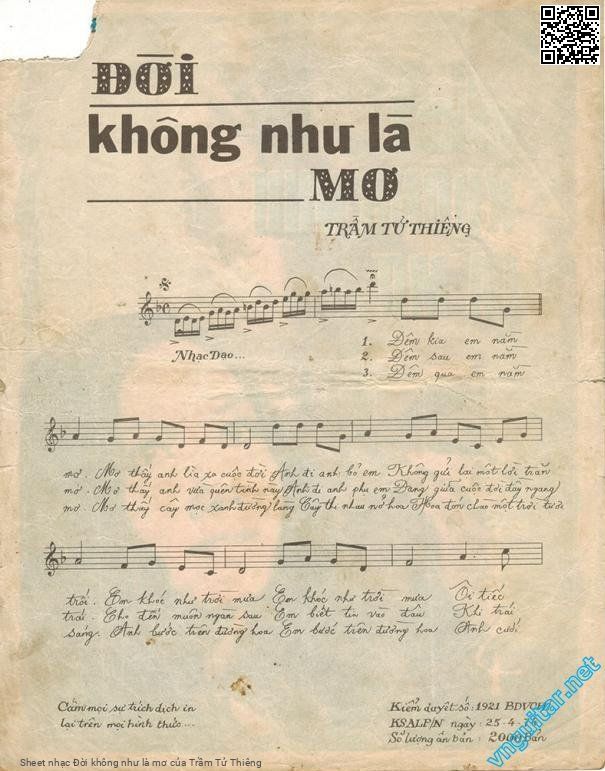 ĐỜI
không như là
MƠ
TRẦM TỬ THIÊNG
Nhạc Dạo...
1. Đêm kia em nằm
2. Đêm sau em nằm
3. Đêm qua em nằm
mơ. Mơ thấy anh lìa xa cuộc đời Anh đi anh bỏ em Không gửi lại một lời trăn
mơ. Mơ thấy anh vừa quên tình này Anh đi anh phụ em Đang giữa cuộc đời đầy ngang
mơ. Mơ thấy cây mọc xanh đường làng Cây thi nhau nở hoa Hoa đón chào một trời tươi
trối. Em khóc như trời mưa Em khóc như trời mưa Ôi tiếc
trái. Cho đến muôn ngàn sau Em biết tin vào đâu Khi trái
sáng. Anh bước trên đường hoa Em bước trên đường hoa Anh cười
Cấm mọi sự trích dịch in
lại trên mọi hình thức...
Kiểm duyệt số: 1921 BDVCH
KSALP/N ngày: 25-4-
Số lượng ấn bản: 2000 Bản
vnguitar.net
Sheet nhạc Đời không như là mơ của Trầm Tử Thiêng